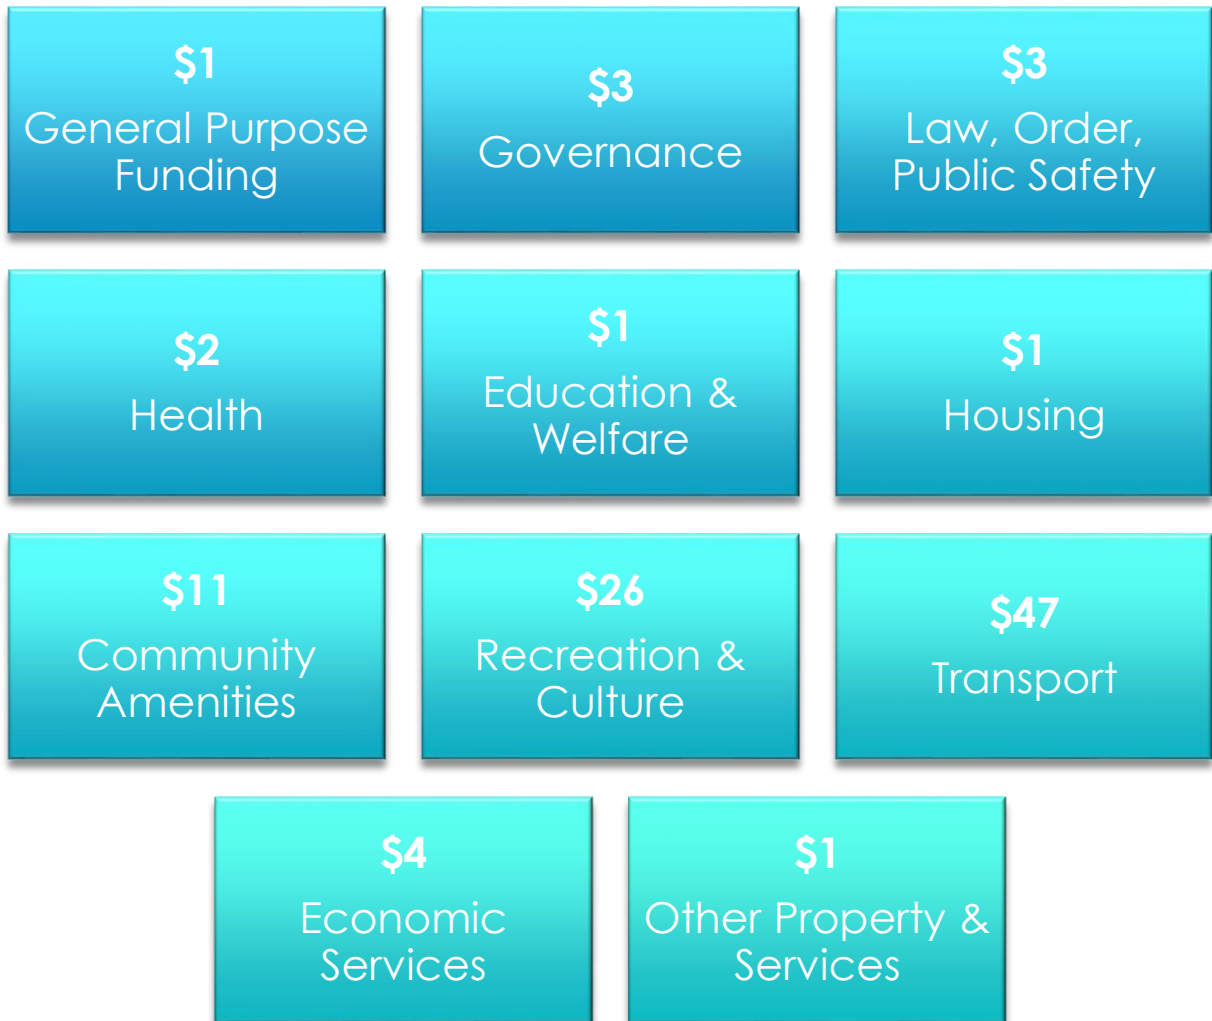 $1
General Purpose
Funding
$3
Governance
$3
Law, Order,
Public Safety
$2
Health
$1
Education &
Welfare
$1
Housing
$11
Community
Amenities
$26
Recreation &
Culture
$47
Transport
$4
Economic
Services
$1
Other Property &
Services